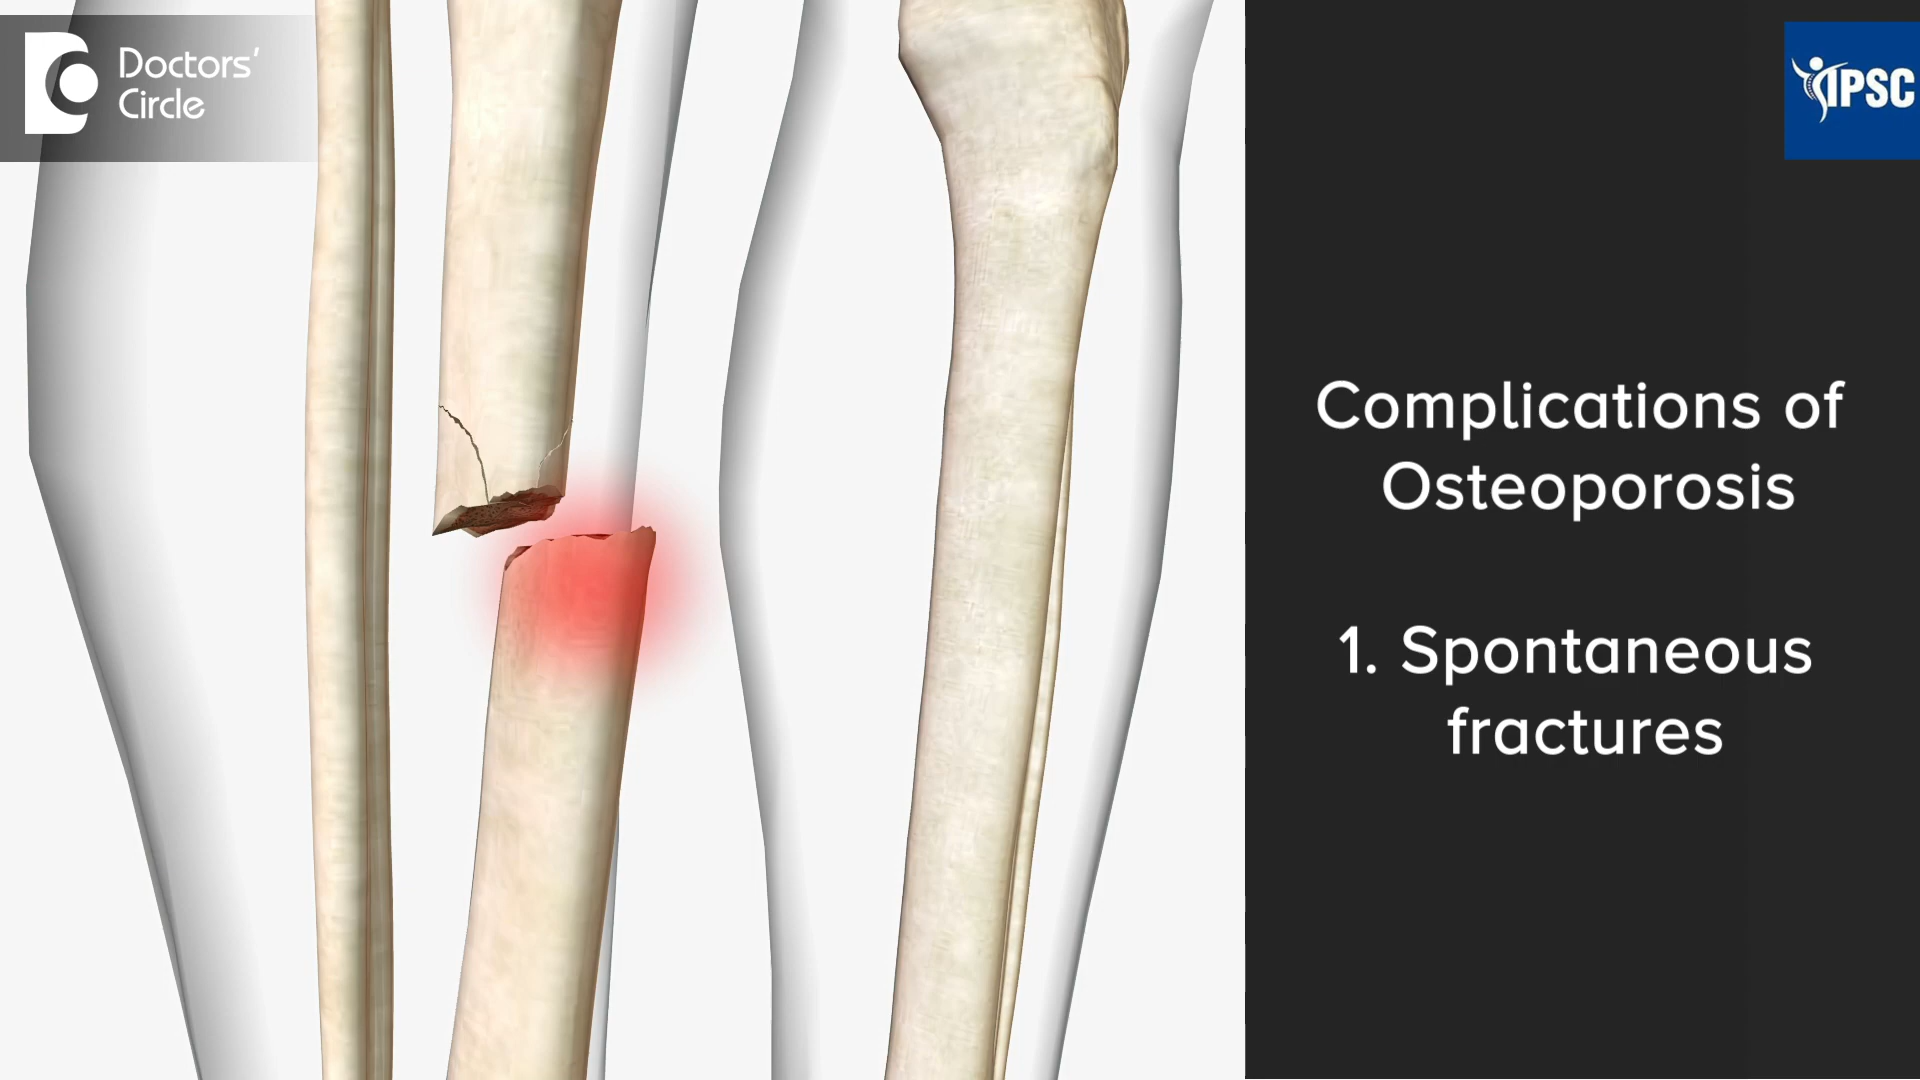 Doctors'
Circle
IPSC
Complications of
Osteoporosis
1. Spontaneous
fractures